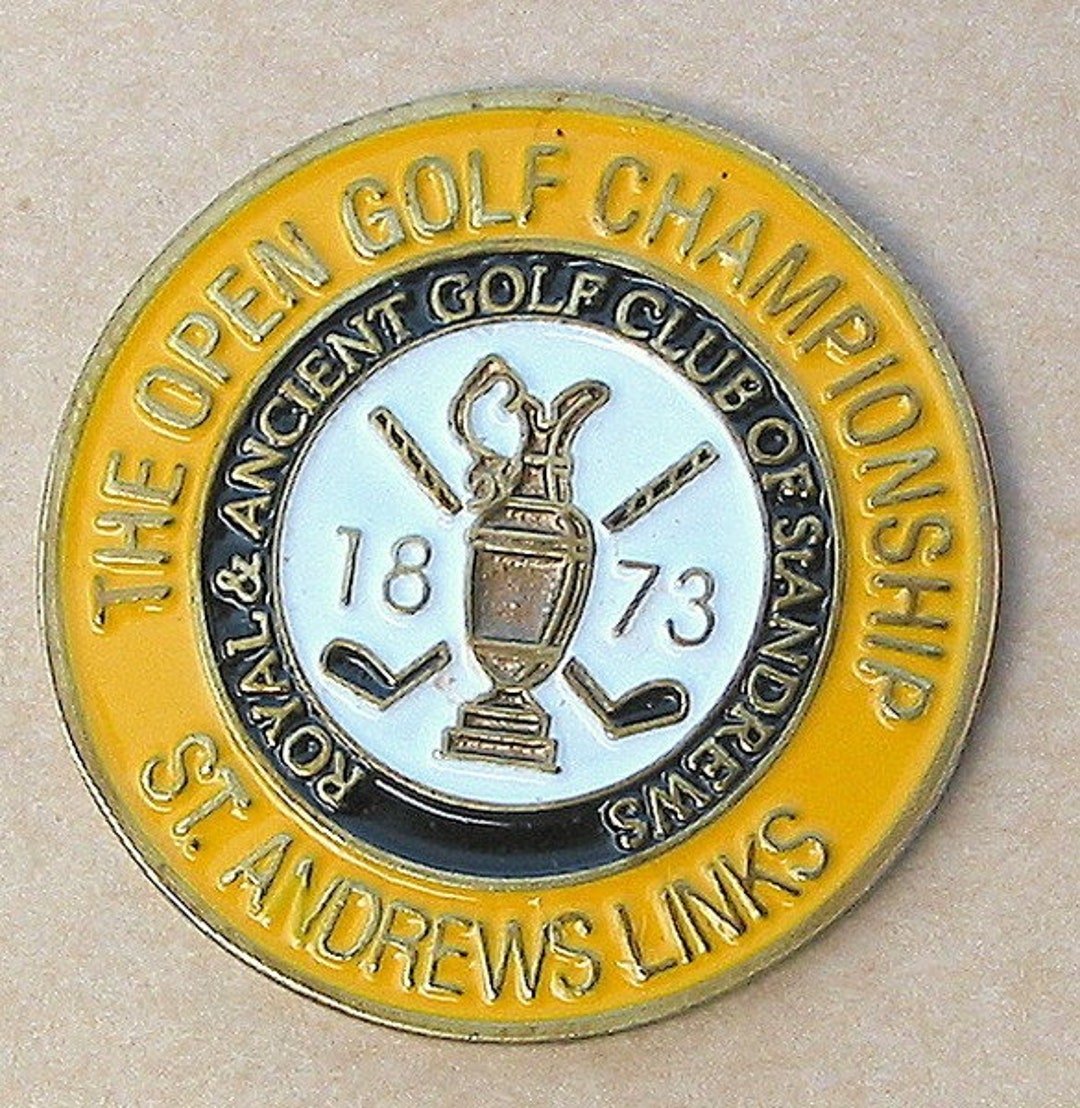 THE OPEN GOLF CHAMPIONSHIP
ROYAL & ANCIENT GOLF CLUB OF ST ANDREWS
18 73
ST. ANDREWS LINKS